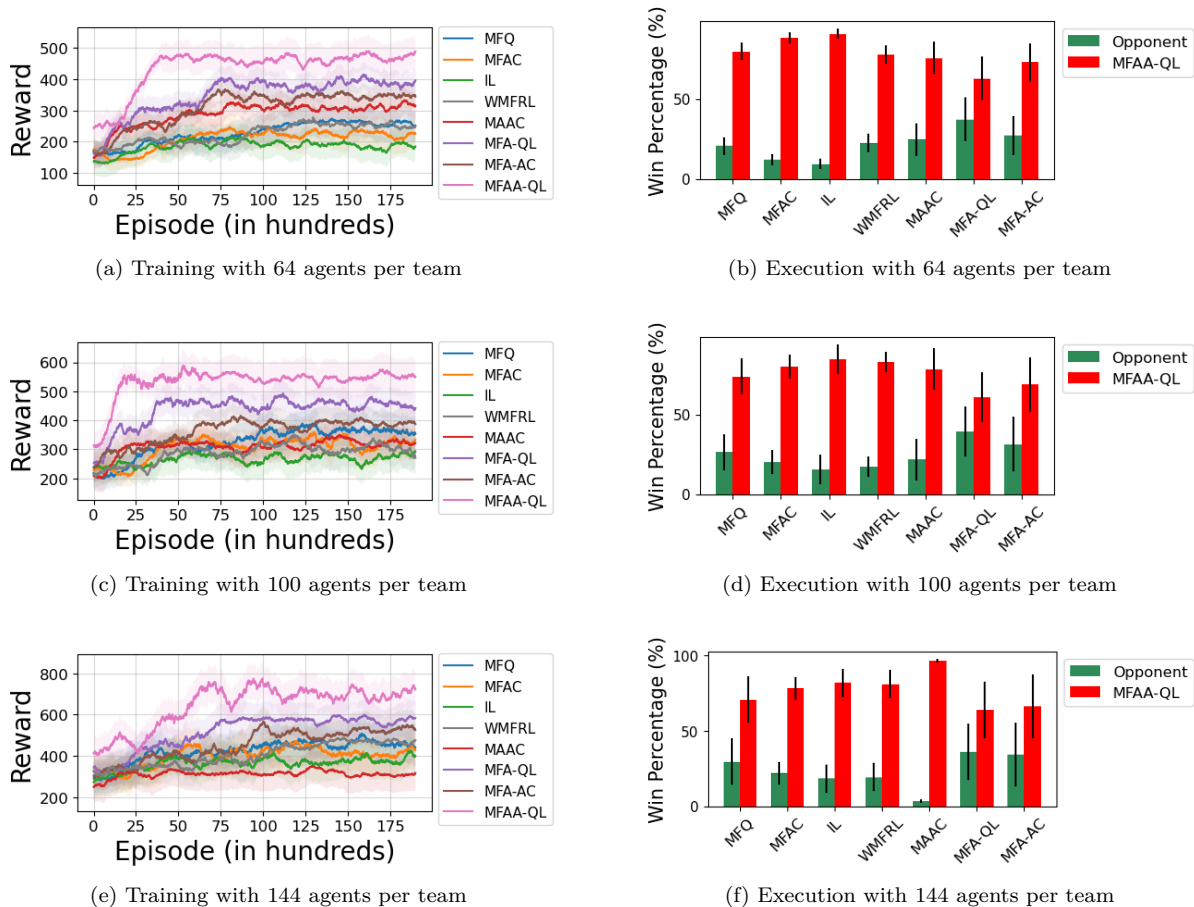 500
400
300
200
100
Reward
0 25 50 75 100 125 150 175
Episode (in hundreds)
MFQ
MFAC
IL
WMFRL
MAAC
MFA-QL
MFA-AC
MFAA-QL
(a) Training with 64 agents per team
Win Percentage (%)
50
0
MFQ MFAC IL WMFRL MAAC MFA-QL MFA-AC
Opponent
MFAA-QL
(b) Execution with 64 agents per team
600
500
400
300
200
Reward
0 25 50 75 100 125 150 175
Episode (in hundreds)
MFQ
MFAC
IL
WMFRL
MAAC
MFA-QL
MFA-AC
MFAA-QL
(c) Training with 100 agents per team
Win Percentage (%)
50
0
MFQ MFAC IL WMFRL MAAC MFA-QL MFA-AC
Opponent
MFAA-QL
(d) Execution with 100 agents per team
800
600
400
200
Reward
0 25 50 75 100 125 150 175
Episode (in hundreds)
MFQ
MFAC
IL
WMFRL
MAAC
MFA-QL
MFA-AC
MFAA-QL
(e) Training with 144 agents per team
Win Percentage (%)
100
50
0
MFQ MFAC IL WMFRL MAAC MFA-QL MFA-AC
Opponent
MFAA-QL
(f) Execution with 144 agents per team